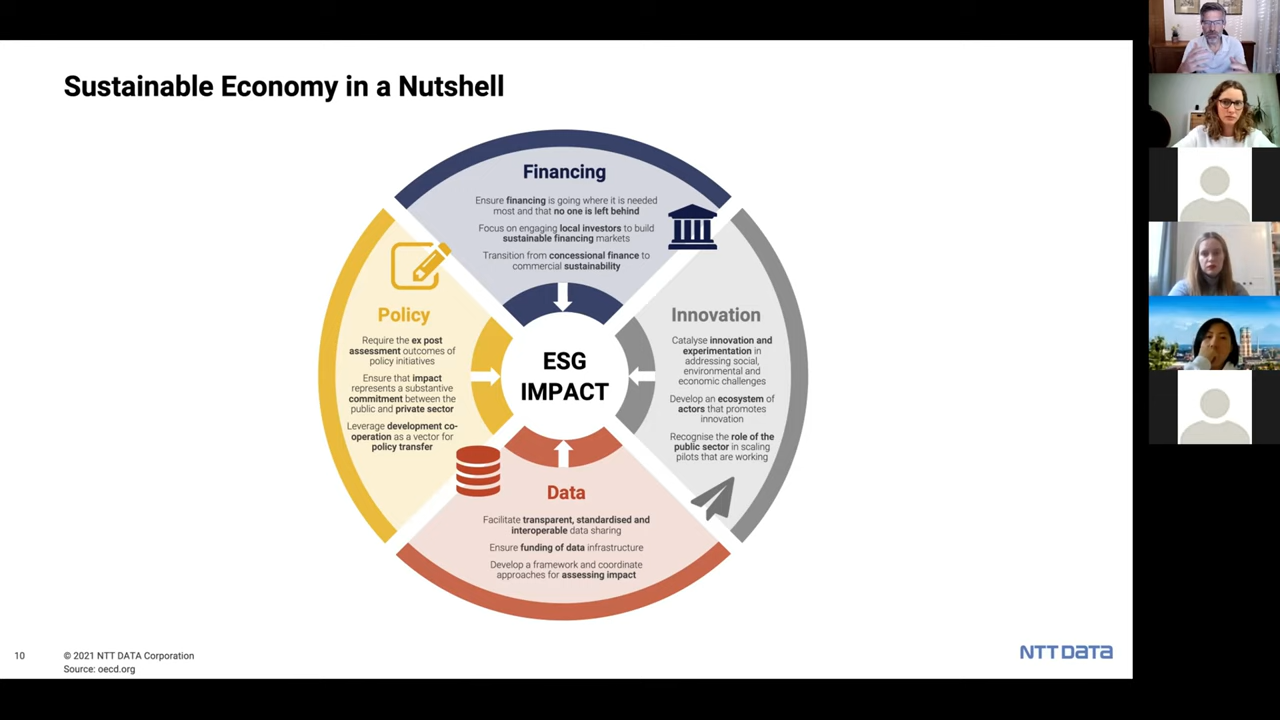 Sustainable Economy in a Nutshell
Financing
Ensure financing is going where it is needed
most and that no one is left behind
Focus on engaging local investors to build
sustainable financing markets
Transition from concessional finance to
commercial sustainability
Policy
Require the ex post
assessment outcomes of
policy initiatives
Ensure that impact
represents a substantive
commitment between the
public and private sector
Leverage development co-
operation as a vector for
policy transfer
ESG
IMPACT
Innovation
Catalyse innovation and
experimentation in
addressing social,
environmental and
economic challenges
Develop an ecosystem of
actors that promotes
innovation
Recognise the role of the
public sector in scaling
pilots that are working
Data
Facilitate transparent, standardised and
interoperable data sharing
Ensure funding of data infrastructure
Develop a framework and coordinate
approaches for assessing impact
10
© 2021 NTT DATA Corporation
Source: oecd.org
NTT DATA